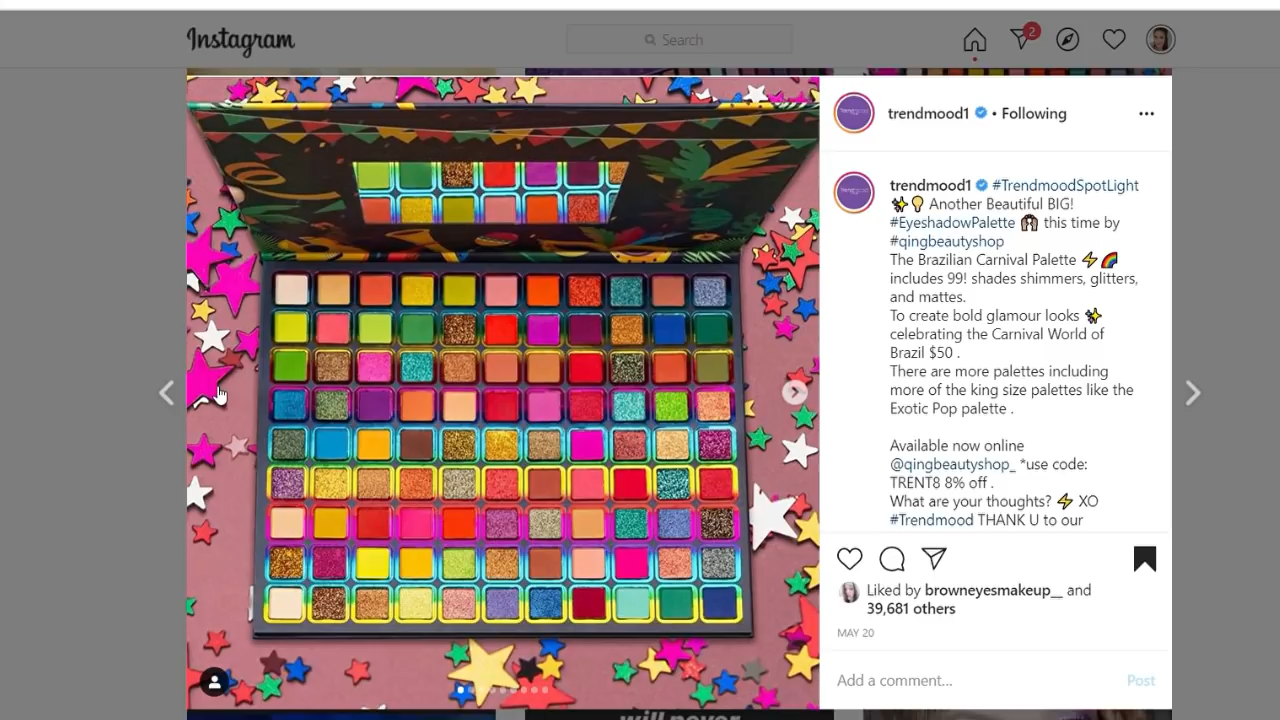 Instagram
Search
2
trendmood1 • Following
trendmood1 #TrendmoodSpotLight
✨💡 Another Beautiful BIG!
#EyeshadowPalette 🙌🏽 this time by
#qingbeautyshop
The Brazilian Carnival Palette ⚡🌈
includes 99! shades shimmers, glitters,
and mattes.
To create bold glamour looks ✨
celebrating the Carnival World of
Brazil $50 .
There are more palettes including
more of the king size palettes like the
Exotic Pop palette .
Available now online
@qingbeautyshop_ *use code:
TRENT8 8% off .
What are your thoughts? ⚡ XO
#Trendmood THANK U to our
Liked by browneyesmakeup__ and
39,681 others
MAY 20
Add a comment...
Post
will never